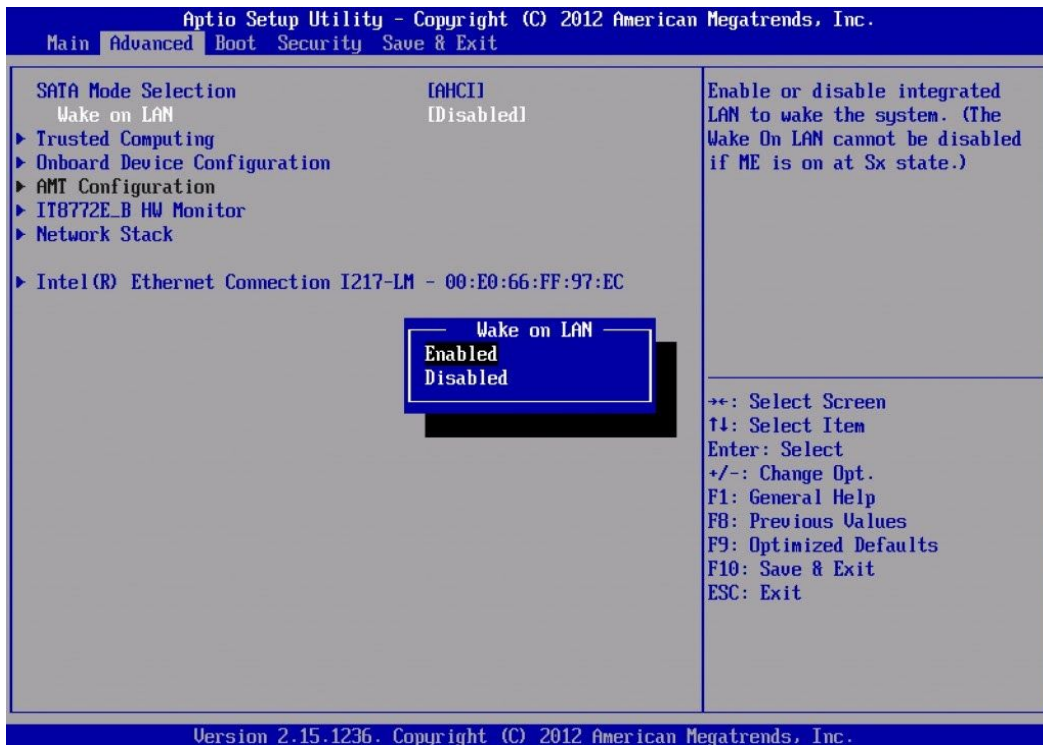 Aptio Setup Utility - Copyright (C) 2012 American Megatrends, Inc.
Main Advanced Boot Security Save & Exit
SATA Mode Selection [AHCI]
Wake on LAN [Disabled]
▶ Trusted Computing
▶ Onboard Device Configuration
▶ AMT Configuration
▶ IT8772E_B HW Monitor
▶ Network Stack
▶ Intel(R) Ethernet Connection I217-LM - 00:E0:66:FF:97:EC
Wake on LAN
Enabled
Disabled
Enable or disable integrated
LAN to wake the system. (The
Wake On LAN cannot be disabled
if ME is on at Sx state.)
→←: Select Screen
↑↓: Select Item
Enter: Select
+/-: Change Opt.
F1: General Help
F8: Previous Values
F9: Optimized Defaults
F10: Save & Exit
ESC: Exit
Version 2.15.1236. Copyright (C) 2012 American Megatrends, Inc.